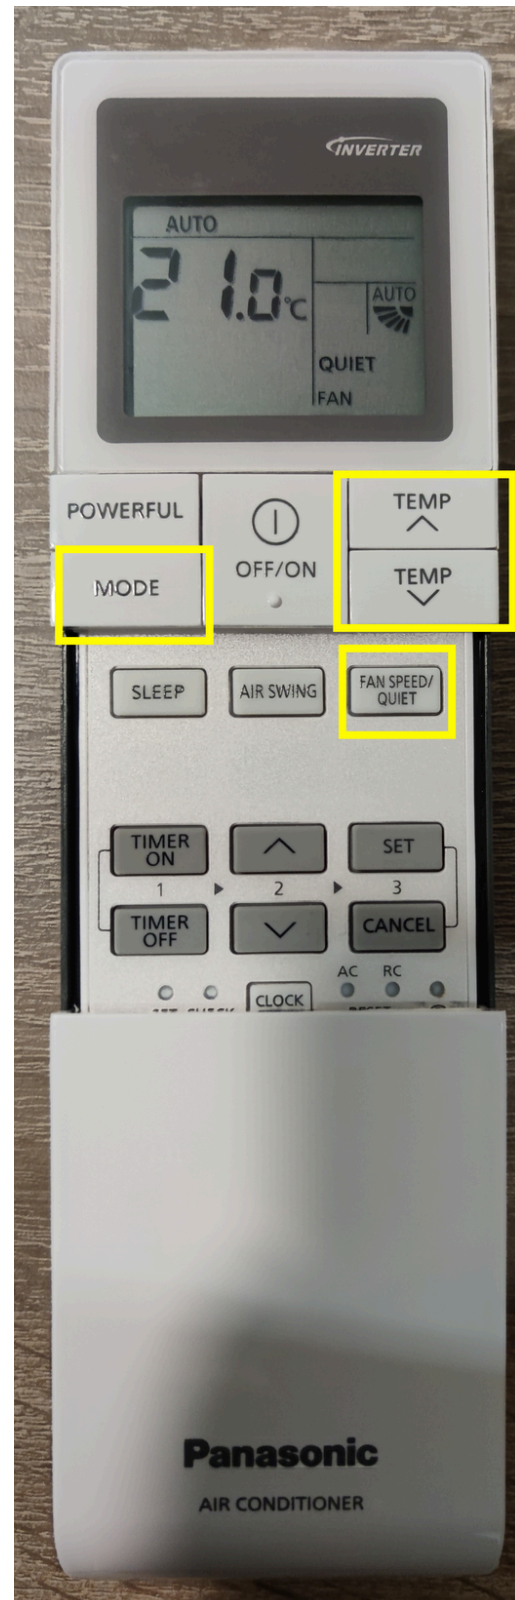 INVERTER
AUTO
21.0°C
AUTO
QUIET
FAN
POWERFUL
TEMP
OFF/ON
MODE
TEMP
SLEEP
AIR SWING
FAN SPEED/
QUIET
TIMER
ON
SET
1
2
3
TIMER
OFF
CANCEL
AC RC
CLOCK
Panasonic
AIR CONDITIONER